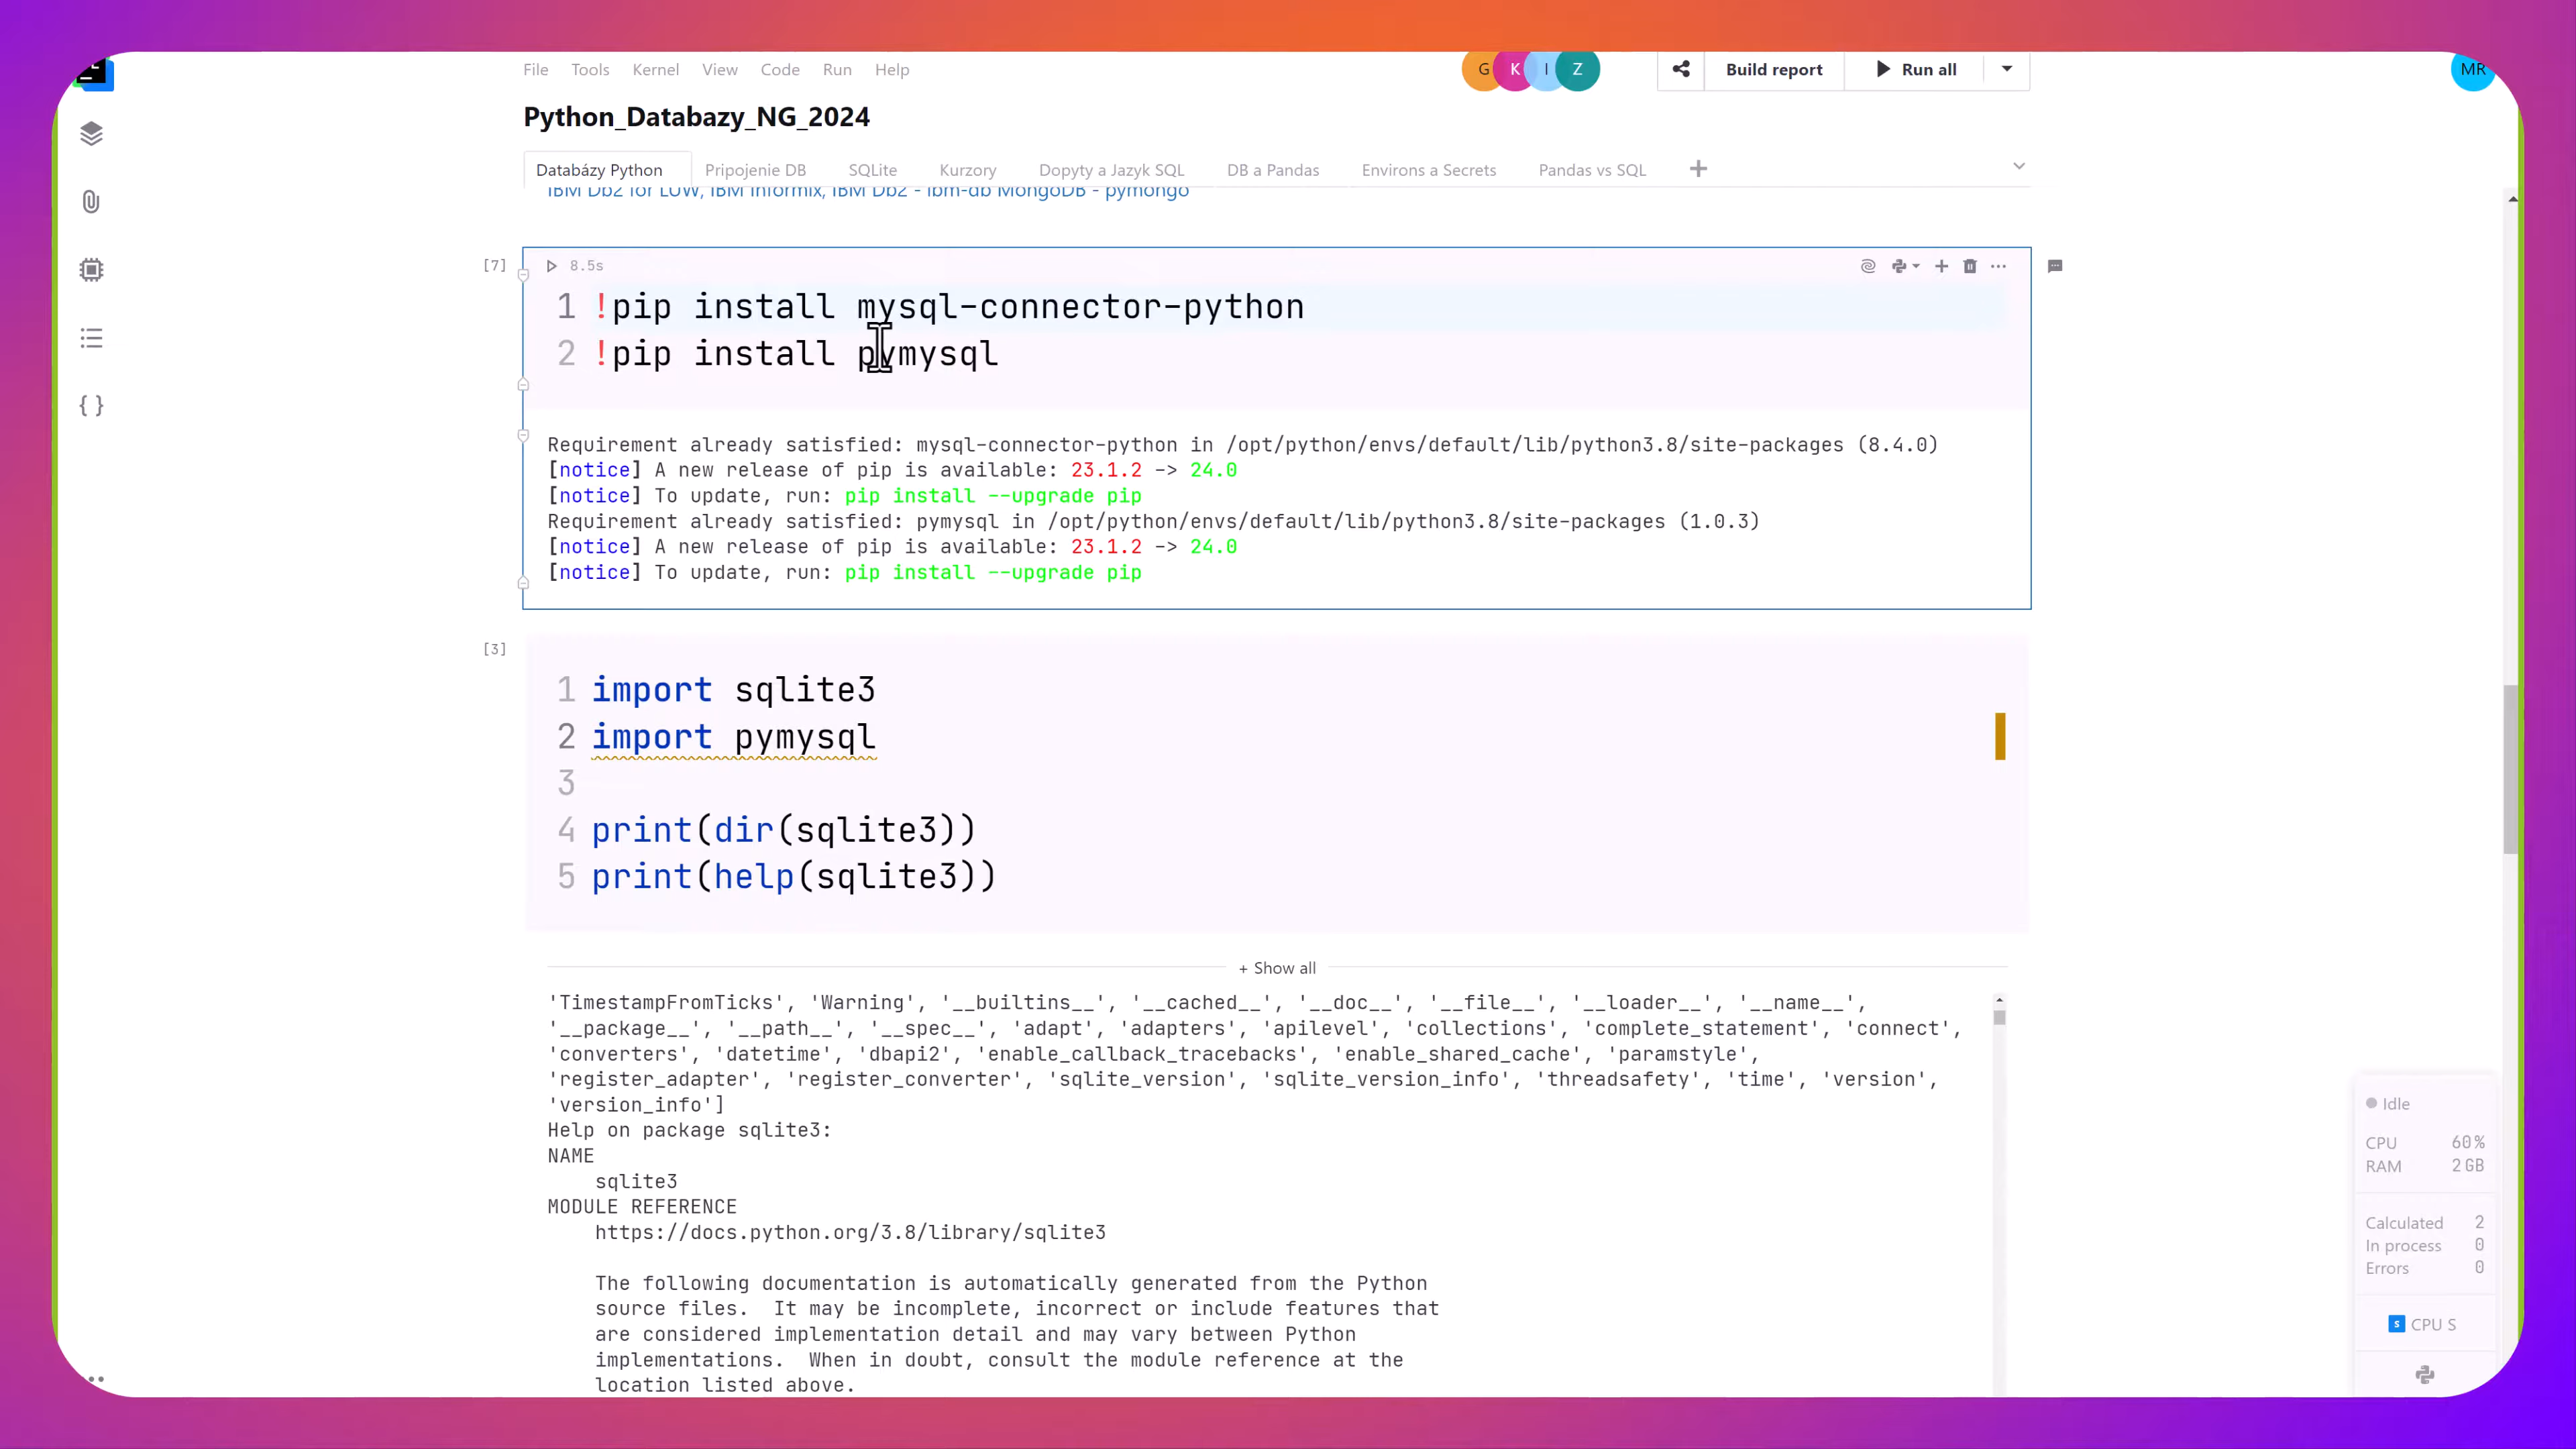 File Tools Kernel View Code Run Help
G K I Z
Build report
Run all
MR
Python_Databazy_NG_2024
Databázy Python Pripojenie DB SQLite Kurzory Dopyty a Jazyk SQL DB a Pandas Environs a Secrets Pandas vs SQL
IBM Db2 for LUW, IBM Informix, IBM Db2 - ibm-db MongoDB - pymongo
[7] 8.5s
1 !pip install mysql-connector-python
2 !pip install pymysql
Requirement already satisfied: mysql-connector-python in /opt/python/envs/default/lib/python3.8/site-packages (8.4.0)
[notice] A new release of pip is available: 23.1.2 -> 24.0
[notice] To update, run: pip install --upgrade pip
Requirement already satisfied: pymysql in /opt/python/envs/default/lib/python3.8/site-packages (1.0.3)
[notice] A new release of pip is available: 23.1.2 -> 24.0
[notice] To update, run: pip install --upgrade pip
[3]
1 import sqlite3
2 import pymysql
3
4 print(dir(sqlite3))
5 print(help(sqlite3))
+ Show all
'TimestampFromTicks', 'Warning', '__builtins__', '__cached__', '__doc__', '__file__', '__loader__', '__name__',
'__package__', '__path__', '__spec__', 'adapt', 'adapters', 'apilevel', 'collections', 'complete_statement', 'connect',
'converters', 'datetime', 'dbapi2', 'enable_callback_tracebacks', 'enable_shared_cache', 'paramstyle',
'register_adapter', 'register_converter', 'sqlite_version', 'sqlite_version_info', 'threadsafety', 'time', 'version',
'version_info']
Help on package sqlite3:
NAME
sqlite3
MODULE REFERENCE
https://docs.python.org/3.8/library/sqlite3
The following documentation is automatically generated from the Python
source files.  It may be incomplete, incorrect or include features that
are considered implementation detail and may vary between Python
implementations.  When in doubt, consult the module reference at the
location listed above.
Idle
CPU 60%
RAM 2 GB
Calculated 2
In process 0
Errors 0
S CPU S